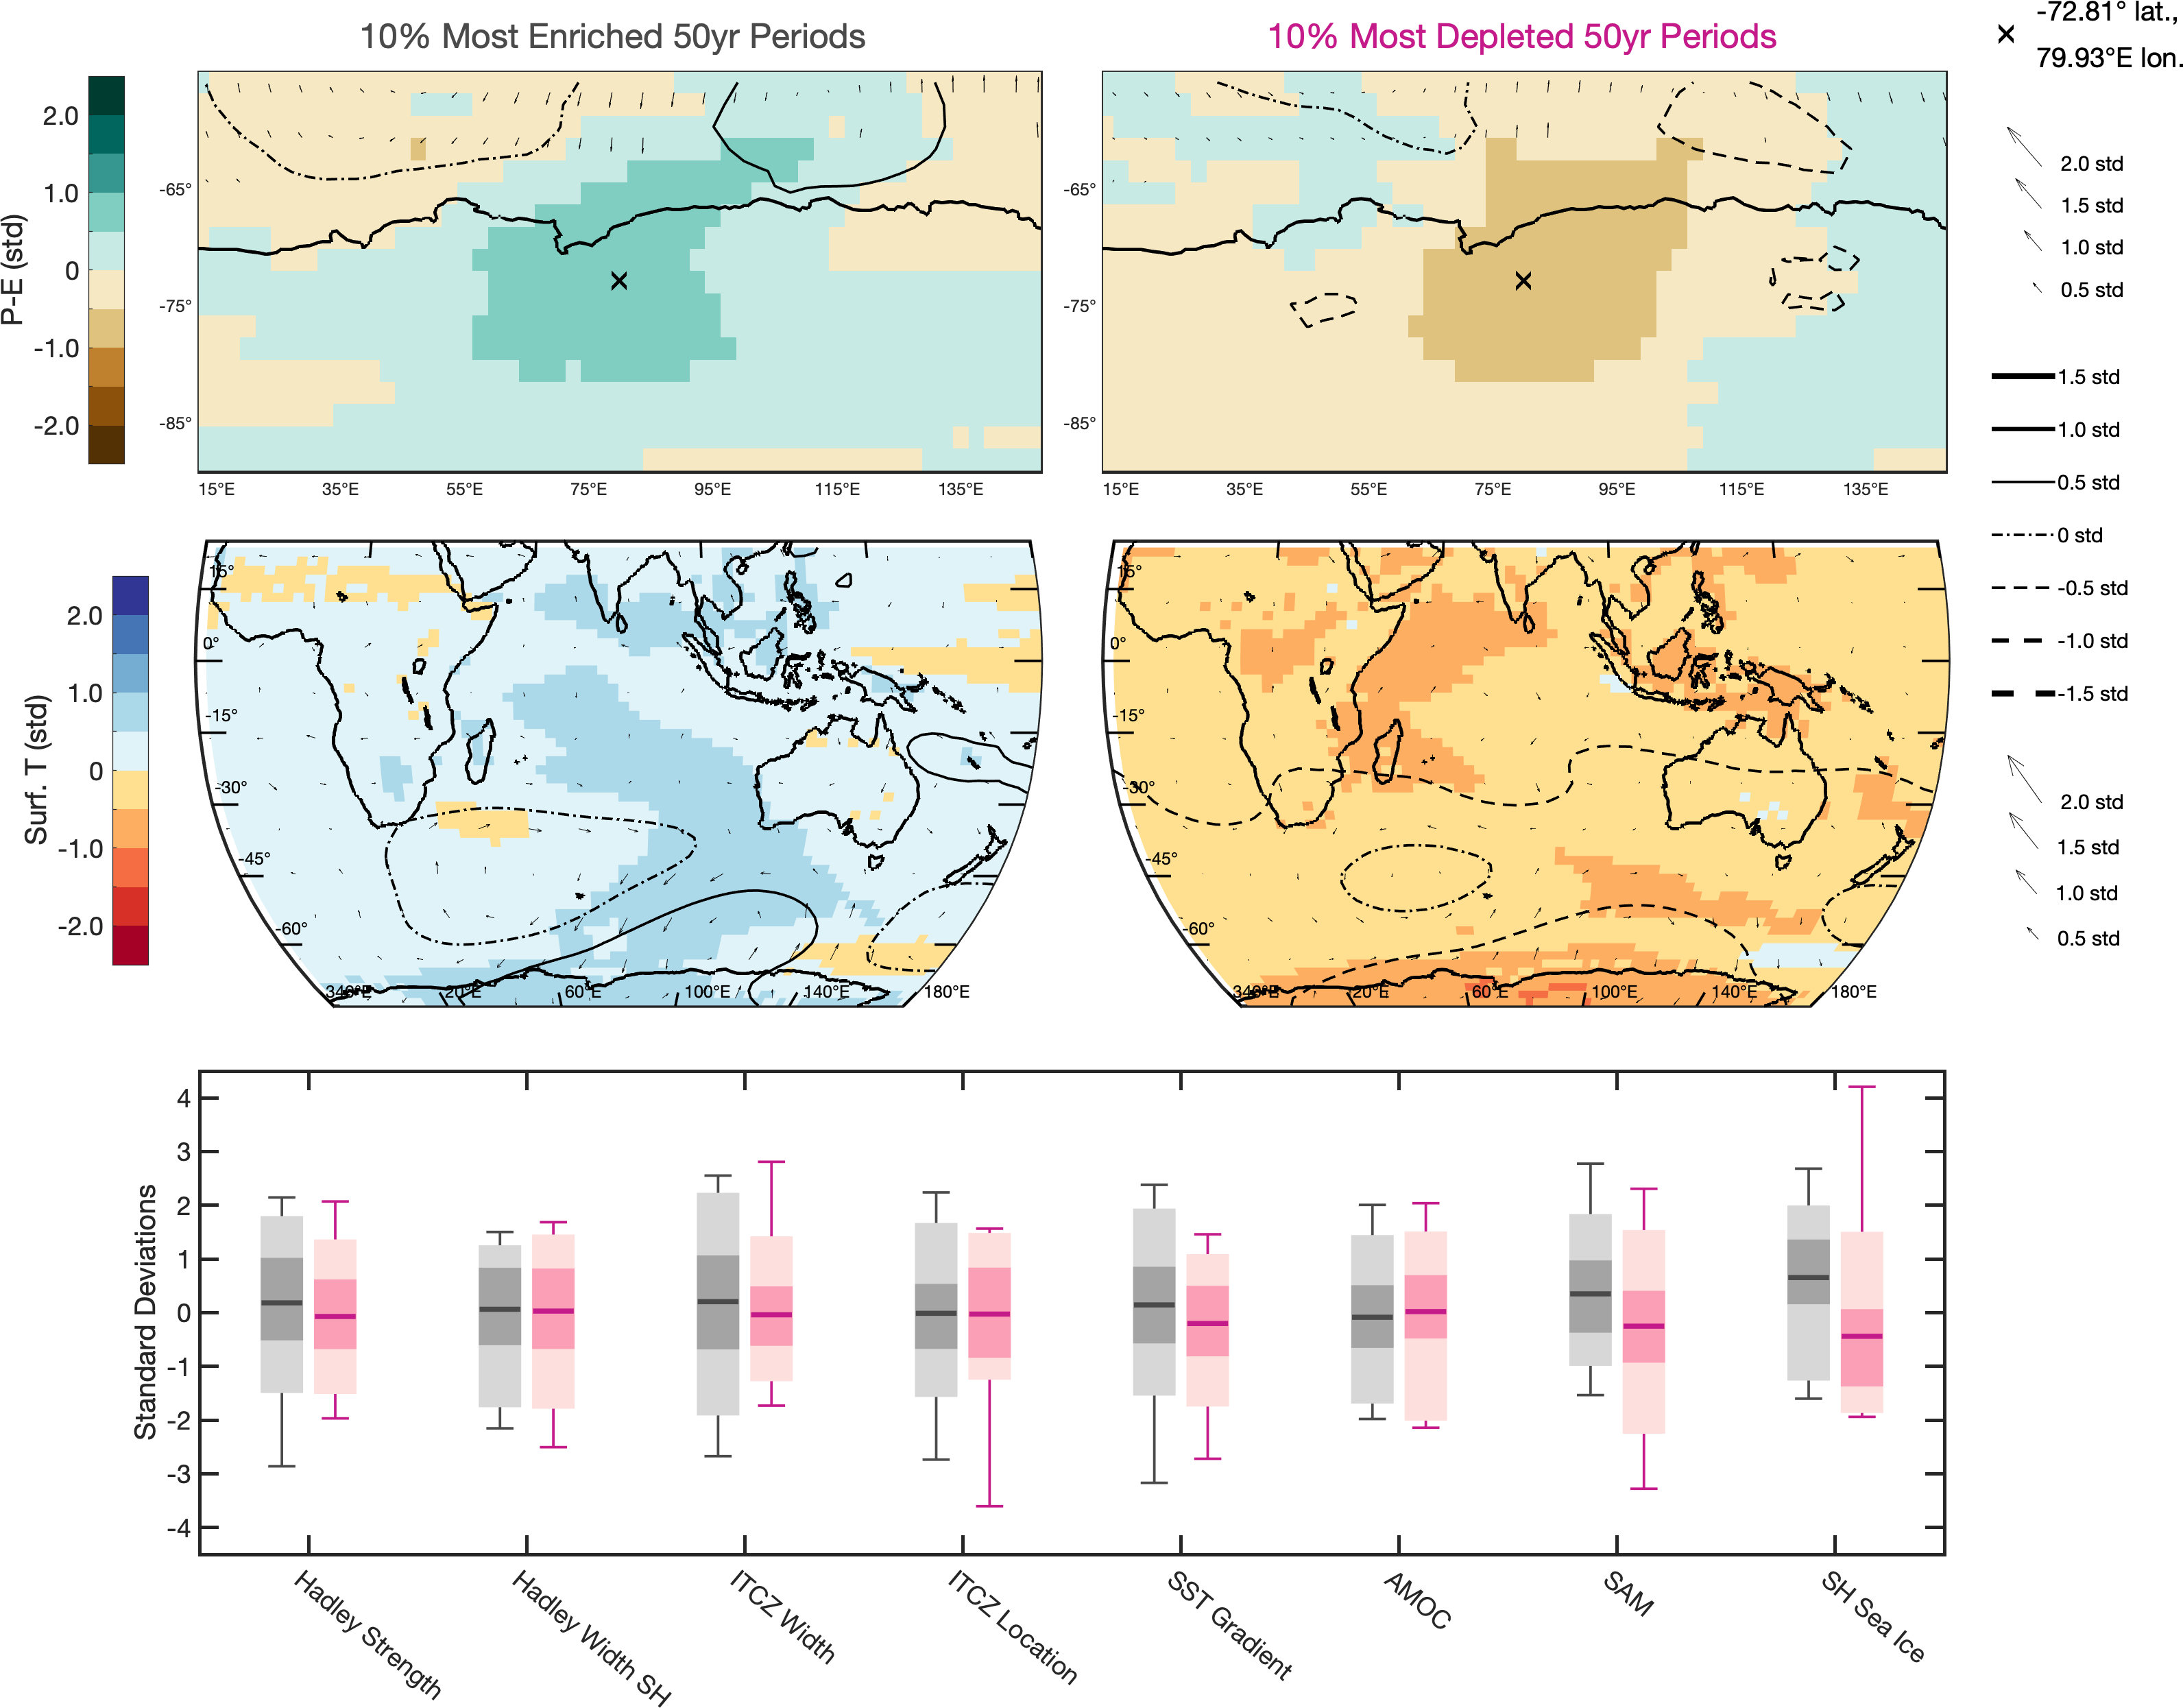 10% Most Enriched 50yr Periods
10% Most Depleted 50yr Periods
-72.81° lat.,
79.93°E lon.
P-E (std)
2.0
1.0
0
-1.0
-2.0
-65°
-75°
-85°
15°E 35°E 55°E 75°E 95°E 115°E 135°E
-65°
-75°
-85°
15°E 35°E 55°E 75°E 95°E 115°E 135°E
2.0 std
1.5 std
1.0 std
0.5 std
1.5 std
1.0 std
0.5 std
0 std
-0.5 std
-1.0 std
-1.5 std
2.0 std
1.5 std
1.0 std
0.5 std
Surf. T (std)
2.0
1.0
0
-1.0
-2.0
15°
0°
-15°
-30°
-45°
-60°
340°E 20°E 60°E 100°E 140°E 180°E
15°
0°
-15°
-30°
-45°
-60°
340°E 20°E 60°E 100°E 140°E 180°E
Standard Deviations
4
3
2
1
0
-1
-2
-3
-4
Hadley Strength
Hadley Width SH
ITCZ Width
ITCZ Location
SST Gradient
AMOC
SAM
SH Sea Ice